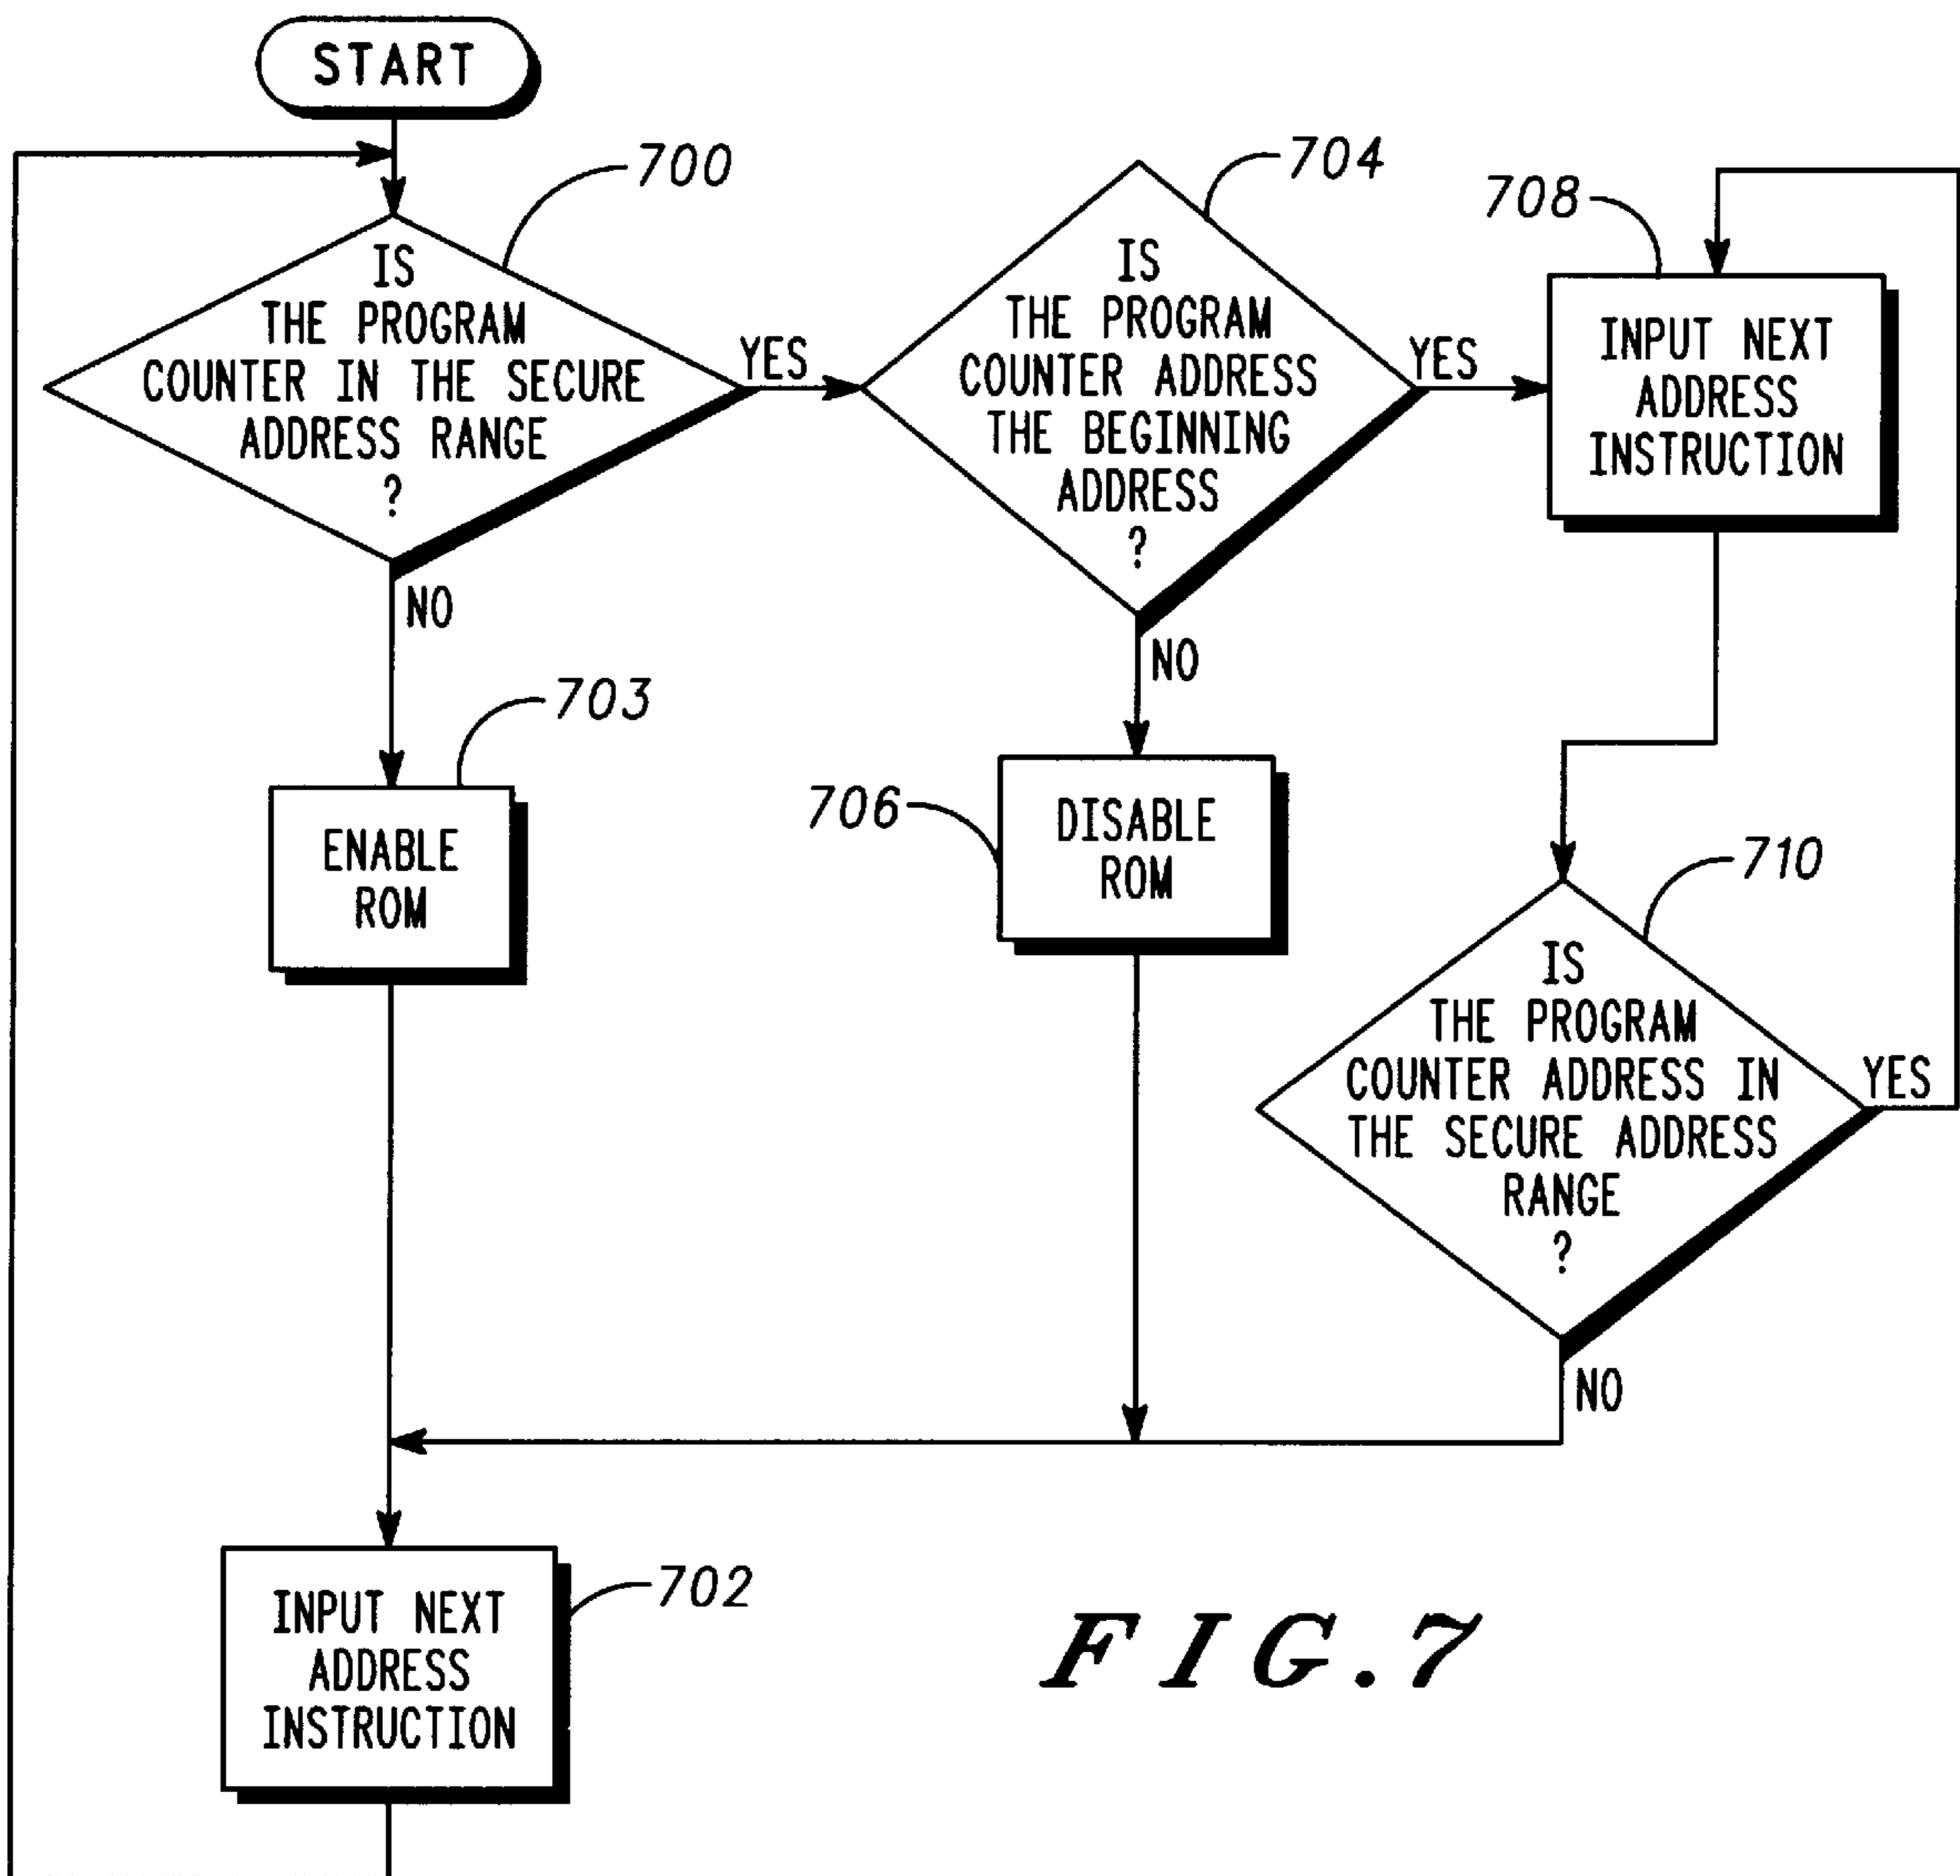 START
700
IS
THE PROGRAM
COUNTER IN THE SECURE
ADDRESS RANGE
?
YES
NO
704
IS
THE PROGRAM
COUNTER ADDRESS
THE BEGINNING
ADDRESS
?
YES
NO
708
INPUT NEXT
ADDRESS
INSTRUCTION
703
ENABLE
ROM
706
DISABLE
ROM
710
IS
THE PROGRAM
COUNTER ADDRESS IN
THE SECURE ADDRESS
RANGE
?
YES
NO
702
INPUT NEXT
ADDRESS
INSTRUCTION
FIG.7